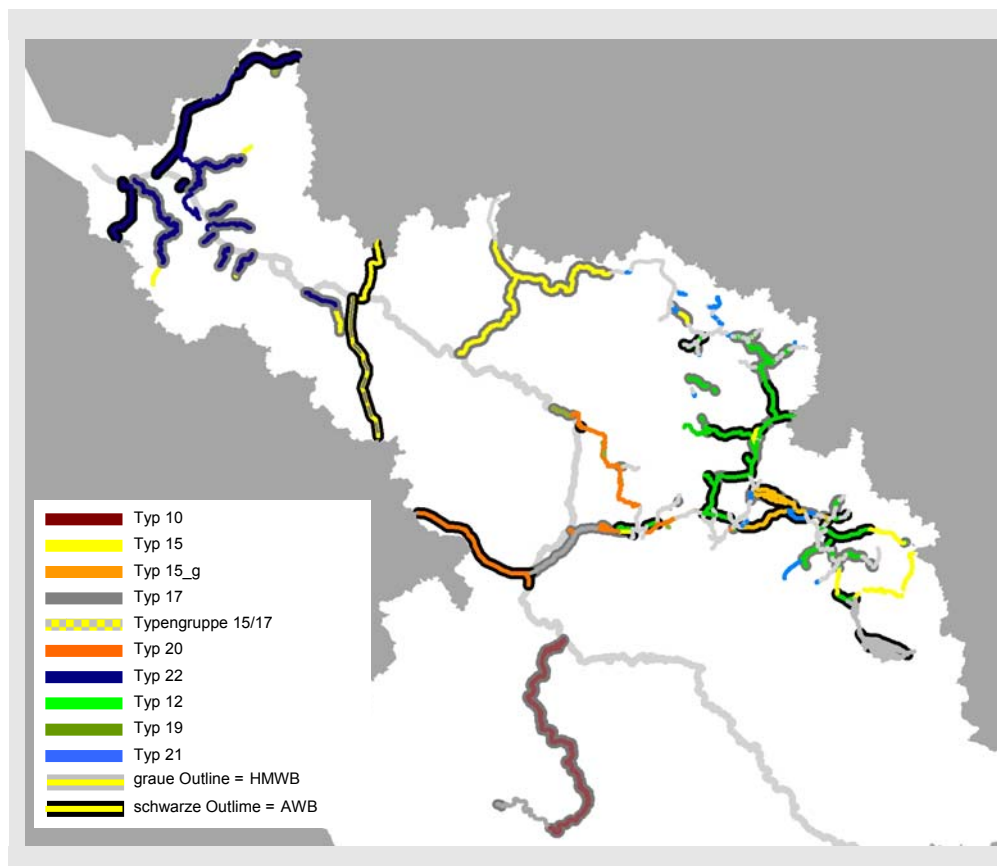 Typ 10
Typ 15
Typ 15_g
Typ 17
Typengruppe 15/17
Typ 20
Typ 22
Typ 12
Typ 19
Typ 21
graue Outline = HMWB
schwarze Outlime = AWB